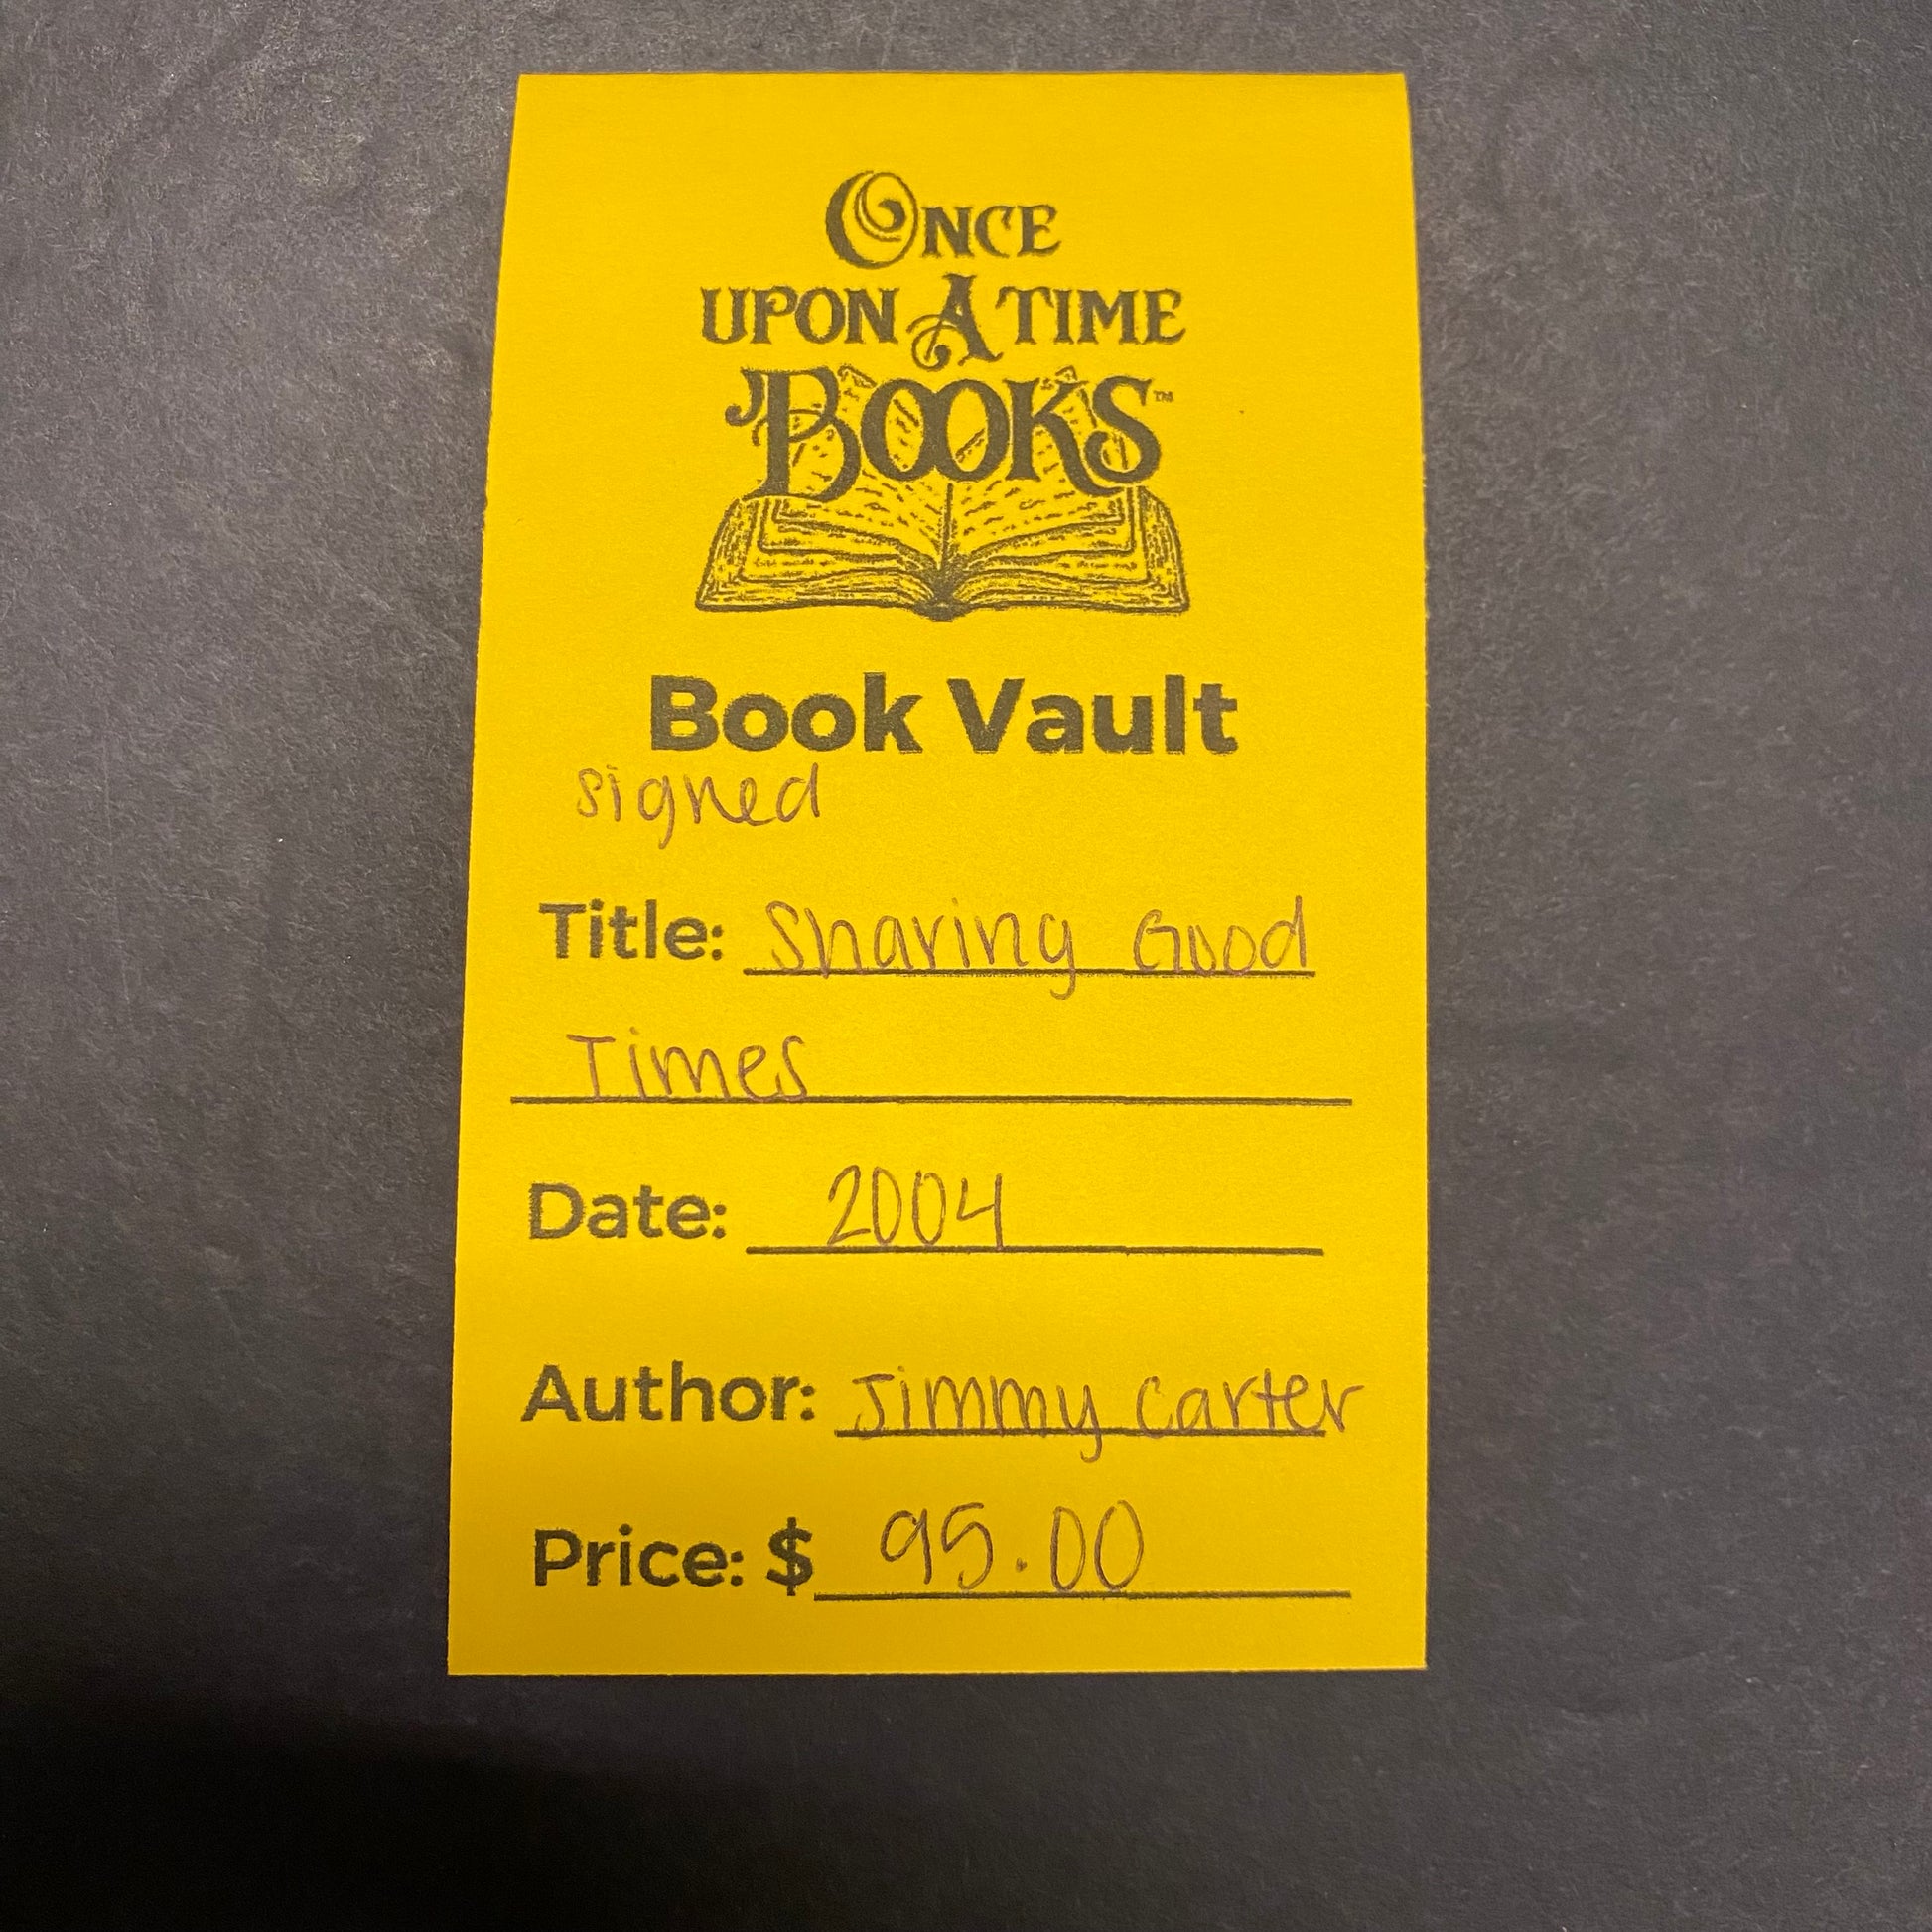 ONCE
UPON A TIME
BOOKS™
Book Vault
signed
Title: Sharing Good
Times
Date: 2004
Author: Jimmy Carter
Price: $ 95.00